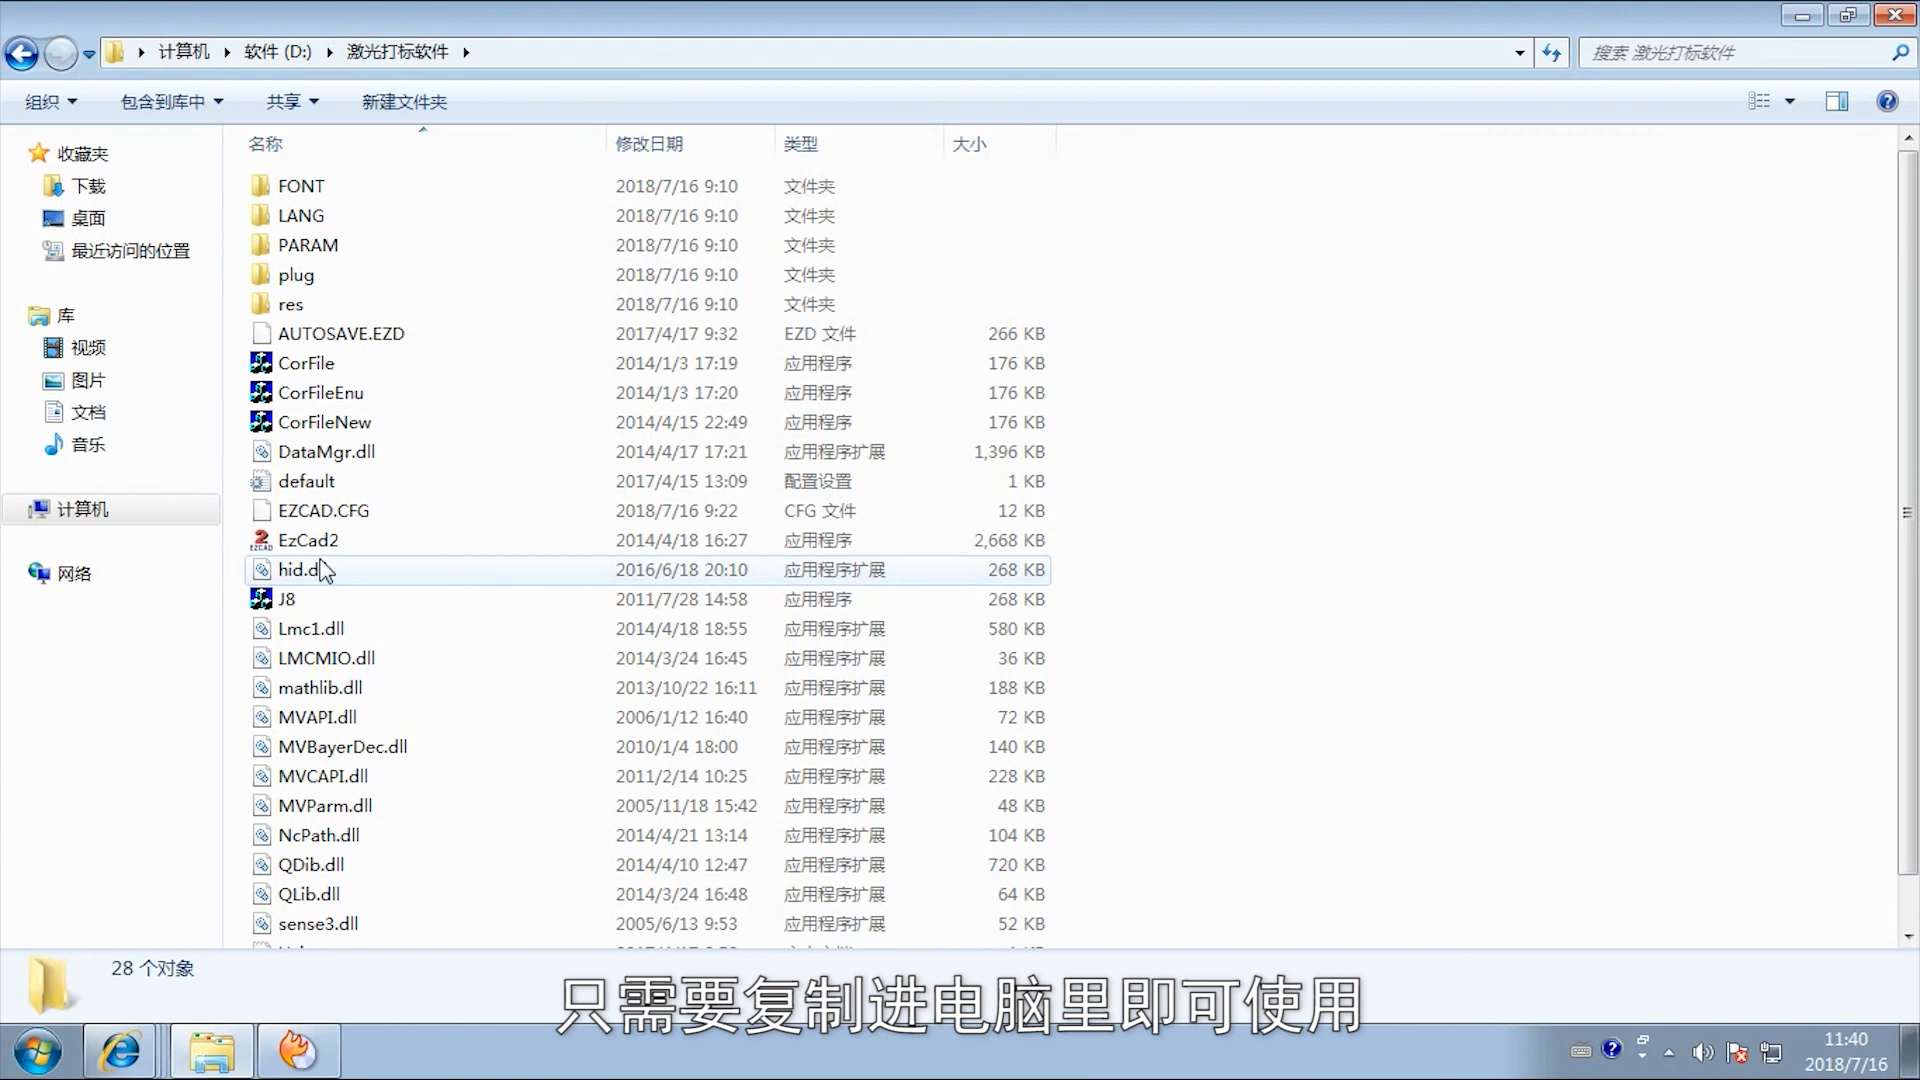 计算机 软件 (D:) 激光打标软件
搜索 激光打标软件
组织 包含到库中 共享 新建文件夹
名称 修改日期 类型 大小
收藏夹
下载
桌面
最近访问的位置
库
视频
图片
文档
音乐
计算机
网络
FONT 2018/7/16 9:10 文件夹
LANG 2018/7/16 9:10 文件夹
PARAM 2018/7/16 9:10 文件夹
plug 2018/7/16 9:10 文件夹
res 2018/7/16 9:10 文件夹
AUTOSAVE.EZD 2017/4/17 9:32 EZD 文件 266 KB
CorFile 2014/1/3 17:19 应用程序 176 KB
CorFileEnu 2014/1/3 17:20 应用程序 176 KB
CorFileNew 2014/4/15 22:49 应用程序 176 KB
DataMgr.dll 2014/4/17 17:21 应用程序扩展 1,396 KB
default 2017/4/15 13:09 配置设置 1 KB
EZCAD.CFG 2018/7/16 9:22 CFG 文件 12 KB
EzCad2 2014/4/18 16:27 应用程序 2,668 KB
hid.d 2016/6/18 20:10 应用程序扩展 268 KB
J8 2011/7/28 14:58 应用程序 268 KB
Lmc1.dll 2014/4/18 18:55 应用程序扩展 580 KB
LMCMIO.dll 2014/3/24 16:45 应用程序扩展 36 KB
mathlib.dll 2013/10/22 16:11 应用程序扩展 188 KB
MVAPI.dll 2006/1/12 16:40 应用程序扩展 72 KB
MVBayerDec.dll 2010/1/4 18:00 应用程序扩展 140 KB
MVCAPI.dll 2011/2/14 10:25 应用程序扩展 228 KB
MVParm.dll 2005/11/18 15:42 应用程序扩展 48 KB
NcPath.dll 2014/4/21 13:14 应用程序扩展 104 KB
QDib.dll 2014/4/10 12:47 应用程序扩展 720 KB
QLib.dll 2014/3/24 16:48 应用程序扩展 64 KB
sense3.dll 2005/6/13 9:53 应用程序扩展 52 KB
28 个对象
只需要复制进电脑里即可使用
11:40
2018/7/16